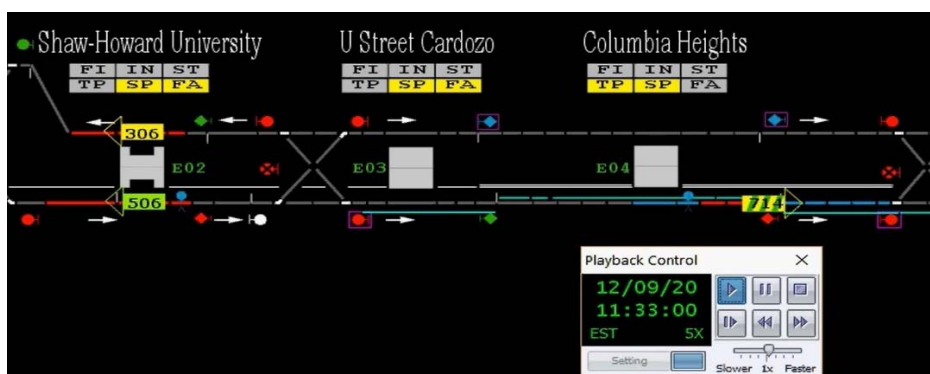 Shaw-Howard University U Street Cardozo Columbia Heights
FI IN ST FI IN ST FI IN ST
TP SP FA TP SP FA TP SP FA
306
E02 E03 E04
506 714
Playback Control
12/09/20
11:33:00
EST 5X
Setting
Slower 1x Faster